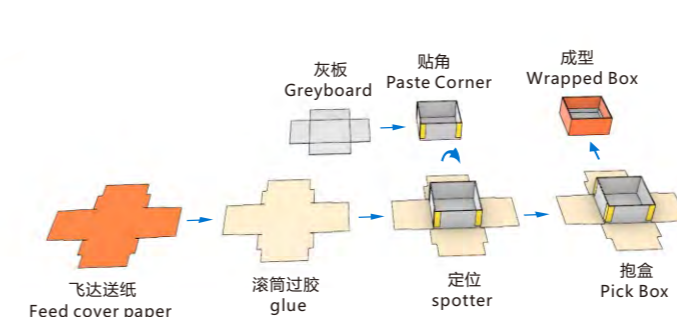 灰板
Greyboard
贴角
Paste Corner
成型
Wrapped Box
飞达送纸
Feed cover paper
滚筒过胶
glue
定位
spotter
抱盒
Pick Box